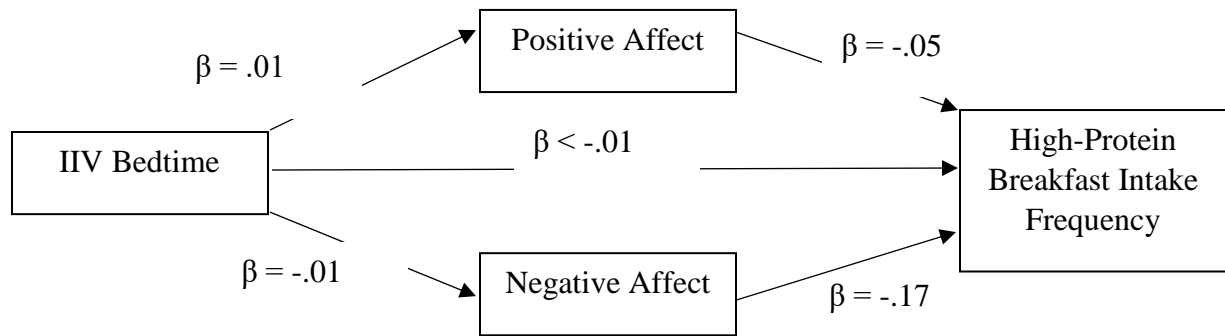 Positive Affect
β = .01
β = -.05
IIV Bedtime
β < -.01
High-Protein
Breakfast Intake
Frequency
β = -.01
Negative Affect
β = -.17